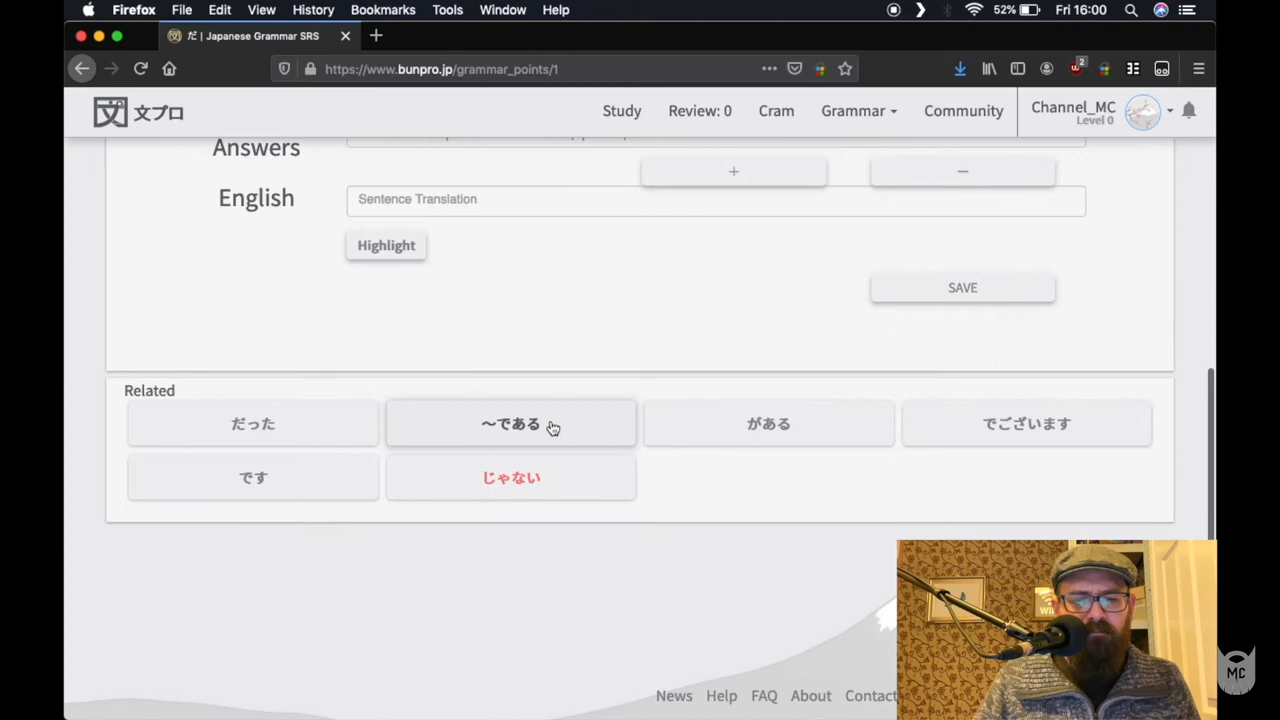 Firefox File Edit View History Bookmarks Tools Window Help 52% Fri 16:00
だ | Japanese Grammar SRS
https://www.bunpro.jp/grammar_points/1
2
文 文プロ Study Review: 0 Cram Grammar Community Channel_MC
Level 0
Answers
+ −
English Sentence Translation
Highlight
SAVE
Related
だった ～である がある でございます
です じゃない
News Help FAQ About Contact
MC